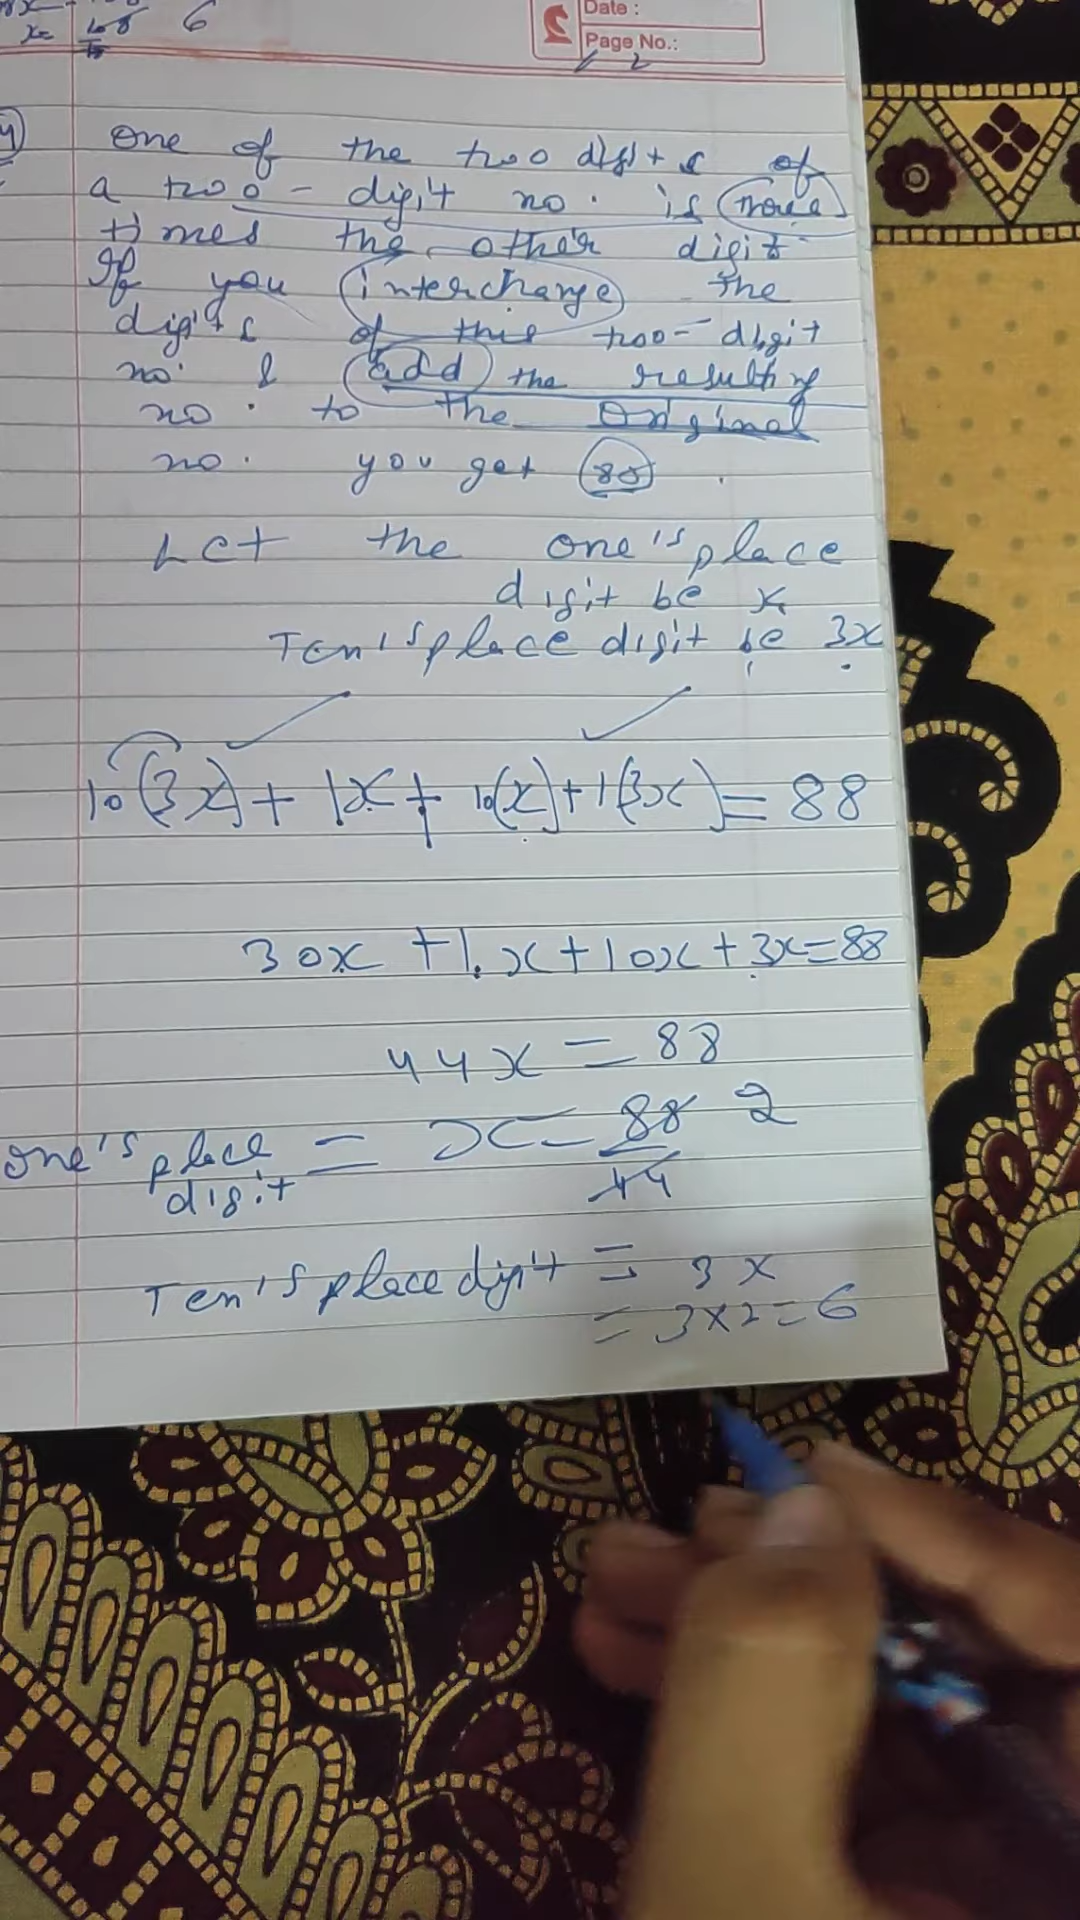 x= 6
Date :
Page No.:
2
One of the two digits of
a two - digit no. is three
times the other digit
If you interchange the
digits of this two-digit
no. & add the resulting
no. to the original
no. you get 88.
Let the one's place
digit be x
Ten's place digit be 3x
10(3x)+ 1x + 10(x)+1(3x)=88
30x +1.x+10x+3x=88
44x = 88
one's place digit = x= 88/44 2
Ten's place digit = 3x
= 3x2=6